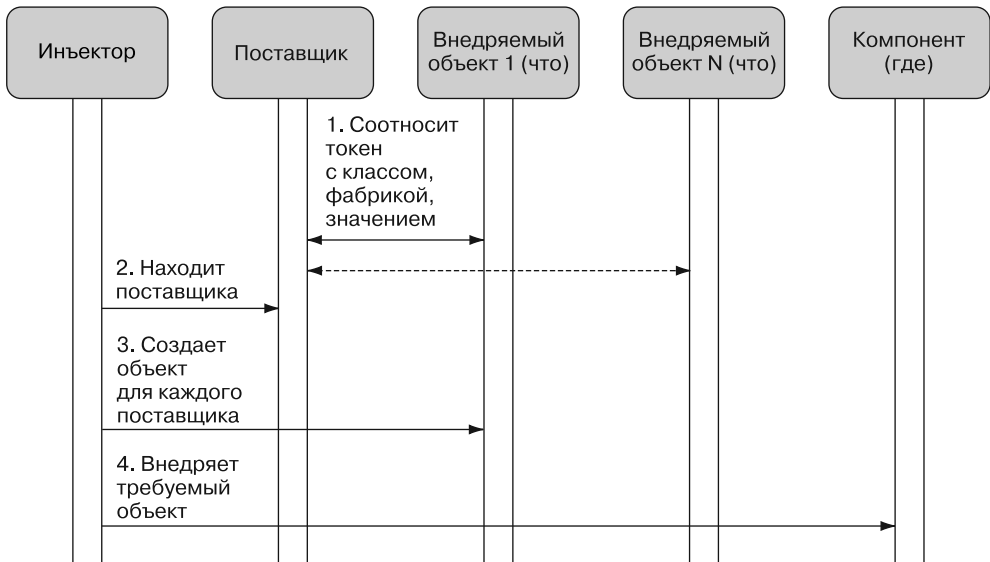 Инъектор
Поставщик
Внедряемый
объект 1 (что)
Внедряемый
объект N (что)
Компонент
(где)
1. Соотносит
токен
с классом,
фабрикой,
значением
2. Находит
поставщика
3. Создает
объект
для каждого
поставщика
4. Внедряет
требуемый
объект